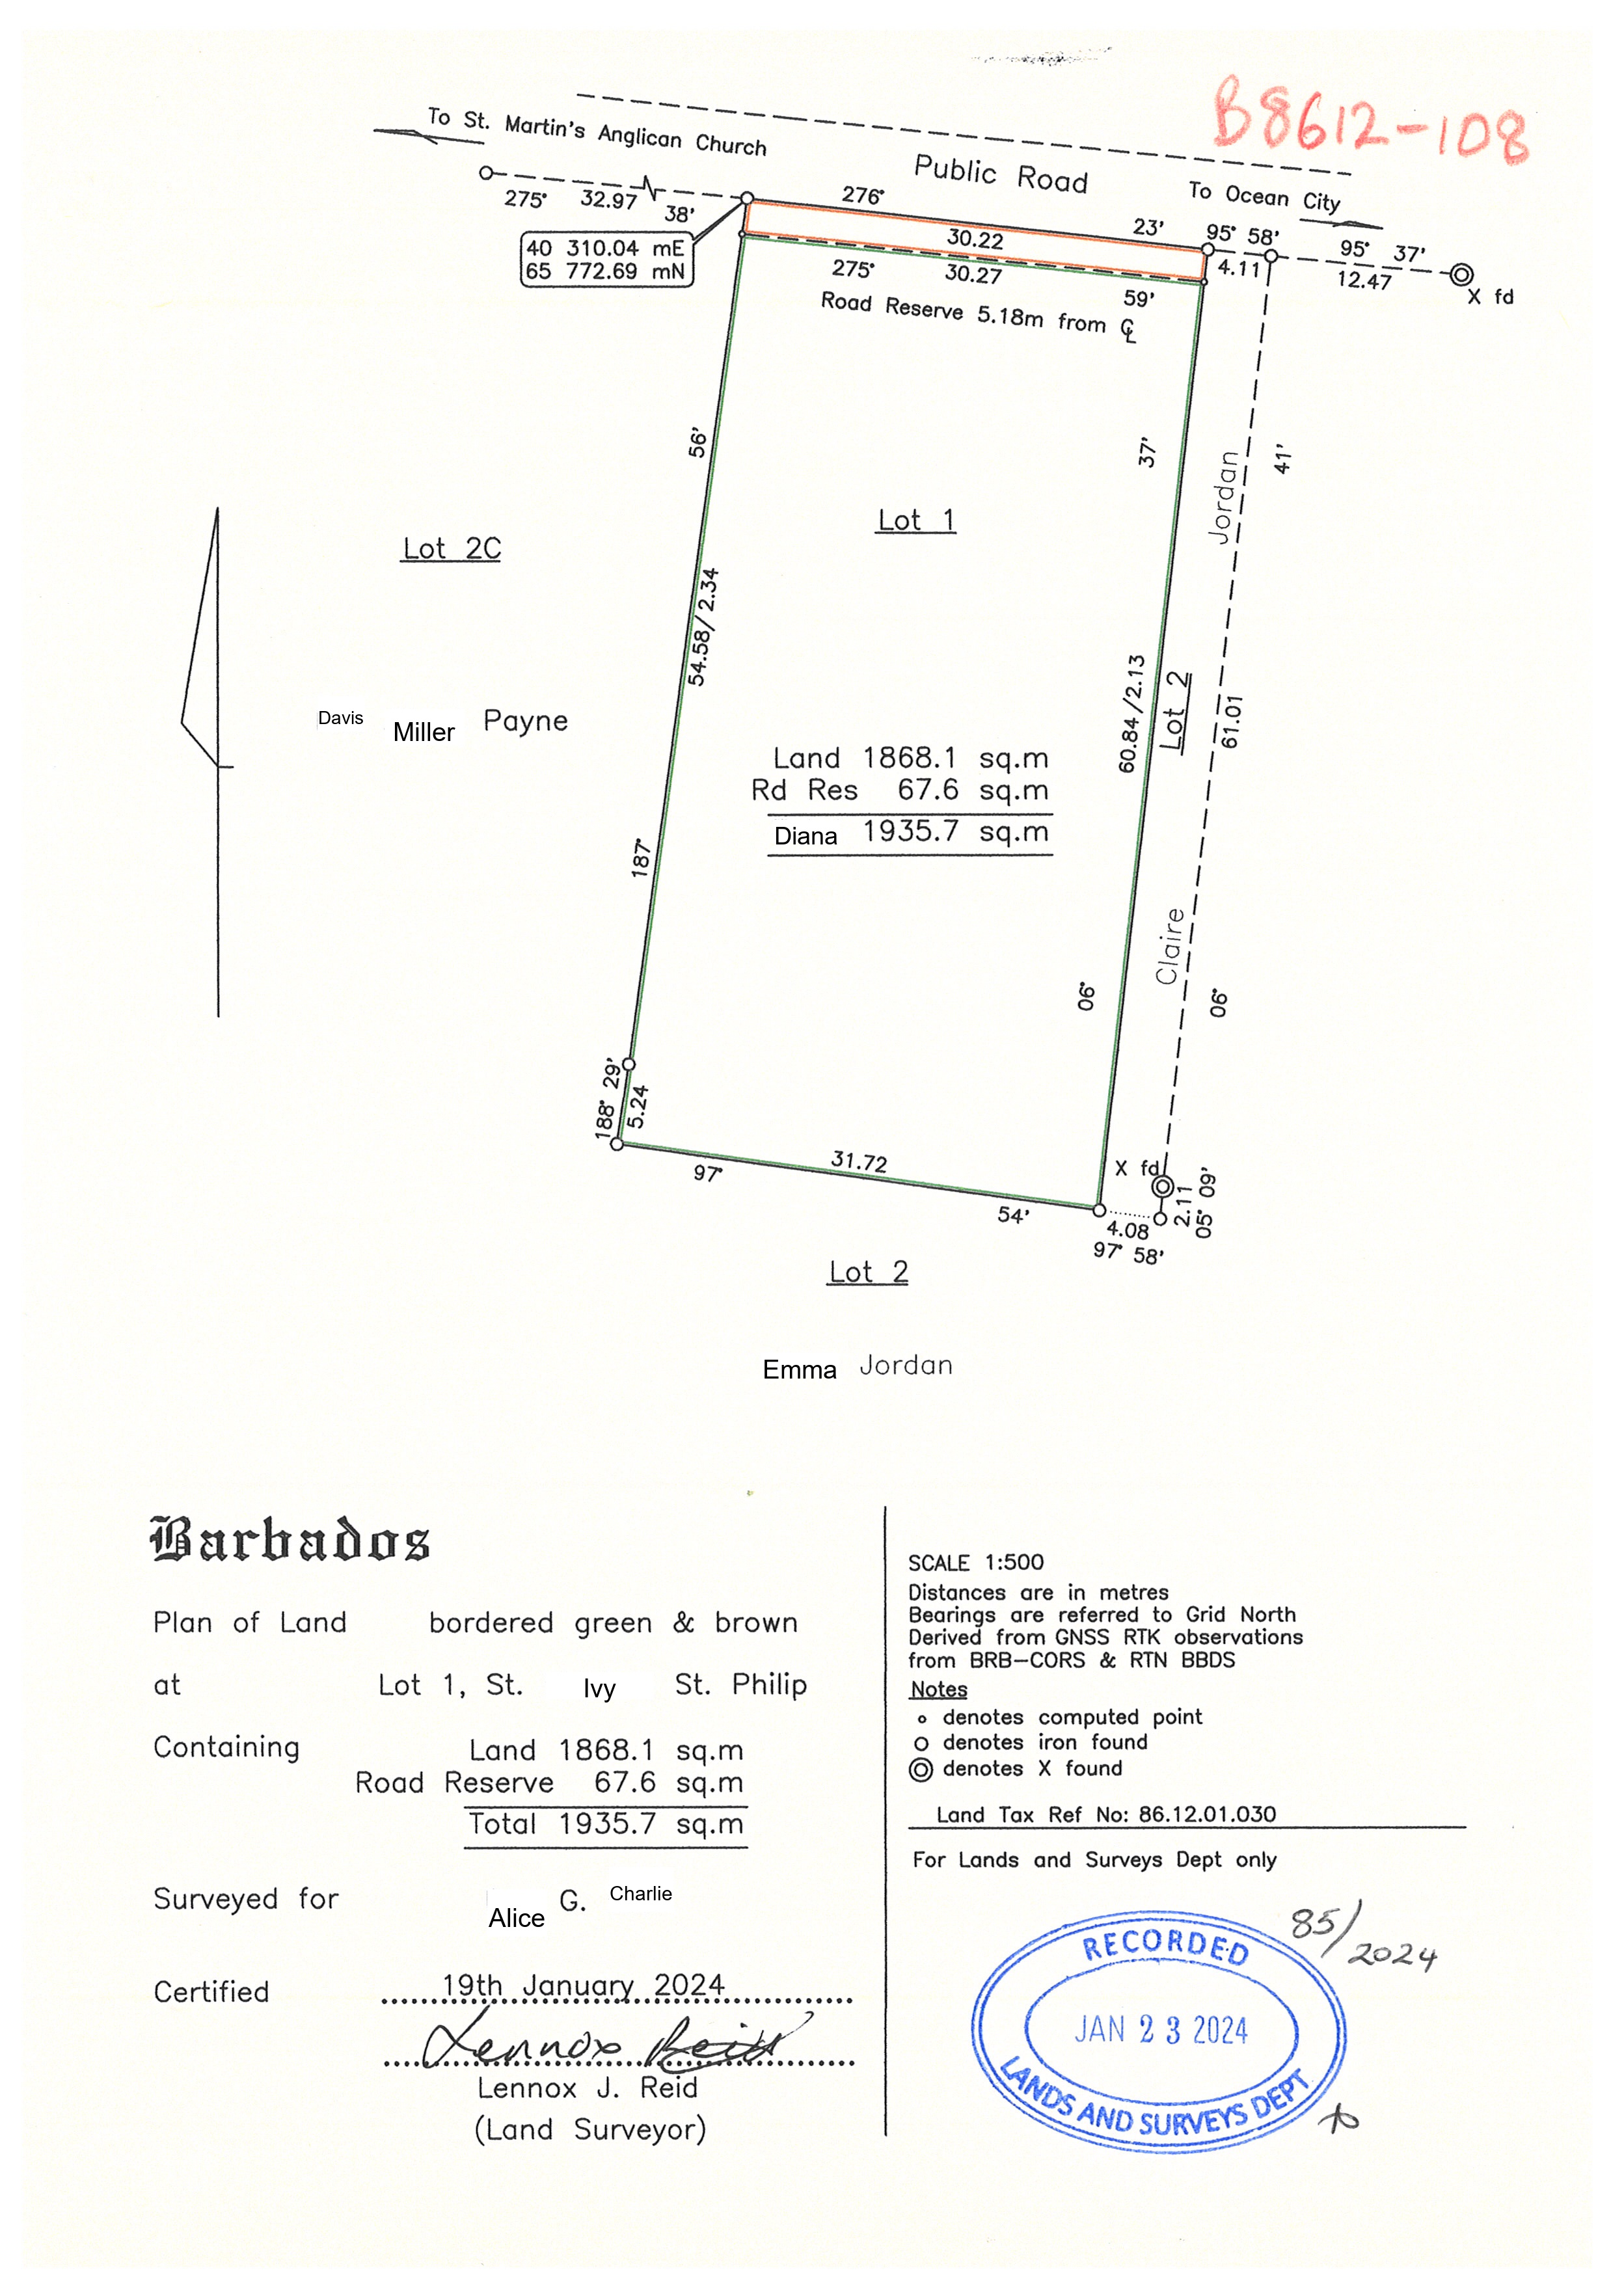 B8612-108
To St. Martin's Anglican Church
Public Road
To Ocean City
275° 32.97 38'
276° 23'
30.22
95° 58'
4.11
95° 37'
12.47
X fd
40 310.04 mE
65 772.69 mN
275° 30.27 59'
Road Reserve 5.18m from ℄
56'
37'
41'
Jordan
Lot 1
Lot 2C
54.58/2.34
60.84/2.13
Lot 2
61.01
Davis Miller Payne
Land 1868.1 sq.m
Rd Res 67.6 sq.m
Diana 1935.7 sq.m
187°
Claire
06°
06°
188° 29'
5.24
31.72
97° 54'
X fd
2.11
05° 09'
4.08
97° 58'
Lot 2
Emma Jordan
Barbados
Plan of Land bordered green & brown
at Lot 1, St. Ivy St. Philip
Containing Land 1868.1 sq.m
Road Reserve 67.6 sq.m
Total 1935.7 sq.m
Surveyed for Alice G. Charlie
Certified 19th January 2024
Lennox Reid
Lennox J. Reid
(Land Surveyor)
SCALE 1:500
Distances are in metres
Bearings are referred to Grid North
Derived from GNSS RTK observations
from BRB-CORS & RTN BBDS
Notes
denotes computed point
denotes iron found
denotes X found
Land Tax Ref No: 86.12.01.030
For Lands and Surveys Dept only
85/2024
RECORDED
JAN 23 2024
LANDS AND SURVEYS DEPT